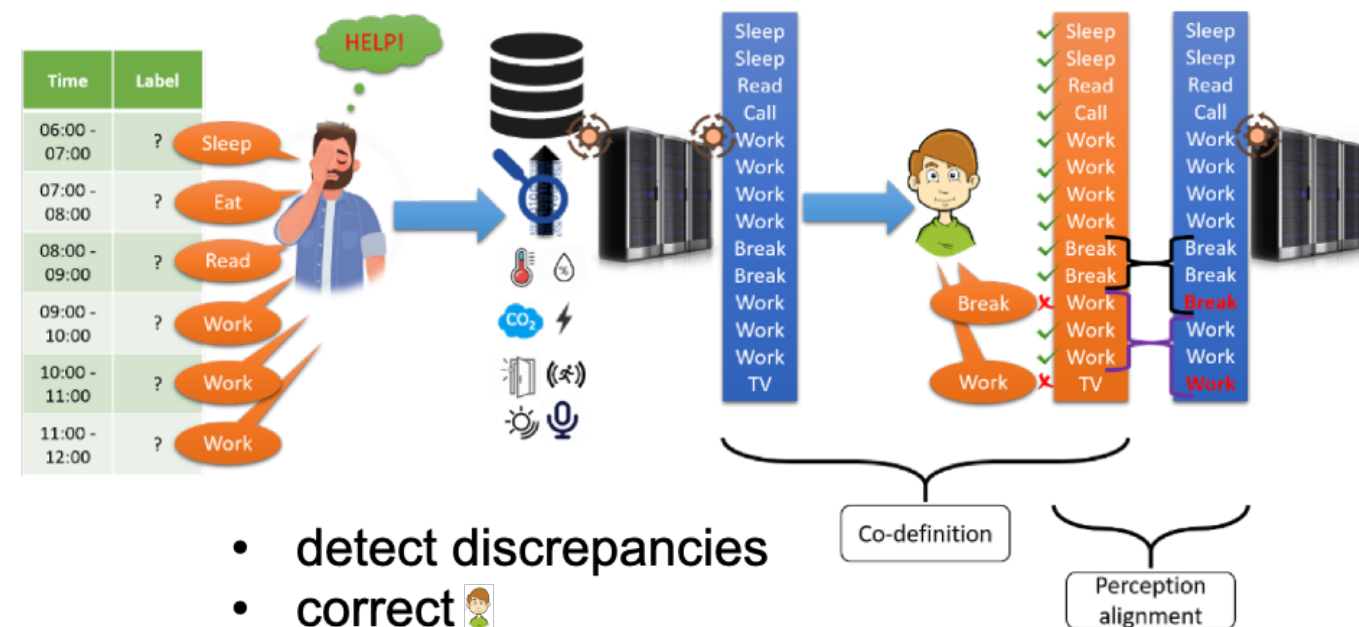 HELP!
Time Label
06:00 -
07:00
?
Sleep
07:00 -
08:00
?
Eat
08:00 -
09:00
?
Read
09:00 -
10:00
?
Work
10:00 -
11:00
?
Work
11:00 -
12:00
?
Work
%
CO2
Sleep
Sleep
Read
Call
Work
Work
Work
Work
Break
Break
Work
Work
Work
TV
Break
Work
Sleep
Sleep
Read
Call
Work
Work
Work
Work
Break
Break
Work
Work
Work
TV
Sleep
Sleep
Read
Call
Work
Work
Work
Work
Break
Break
Break
Work
Work
Work
Co-definition
Perception
alignment
• detect discrepancies
• correct